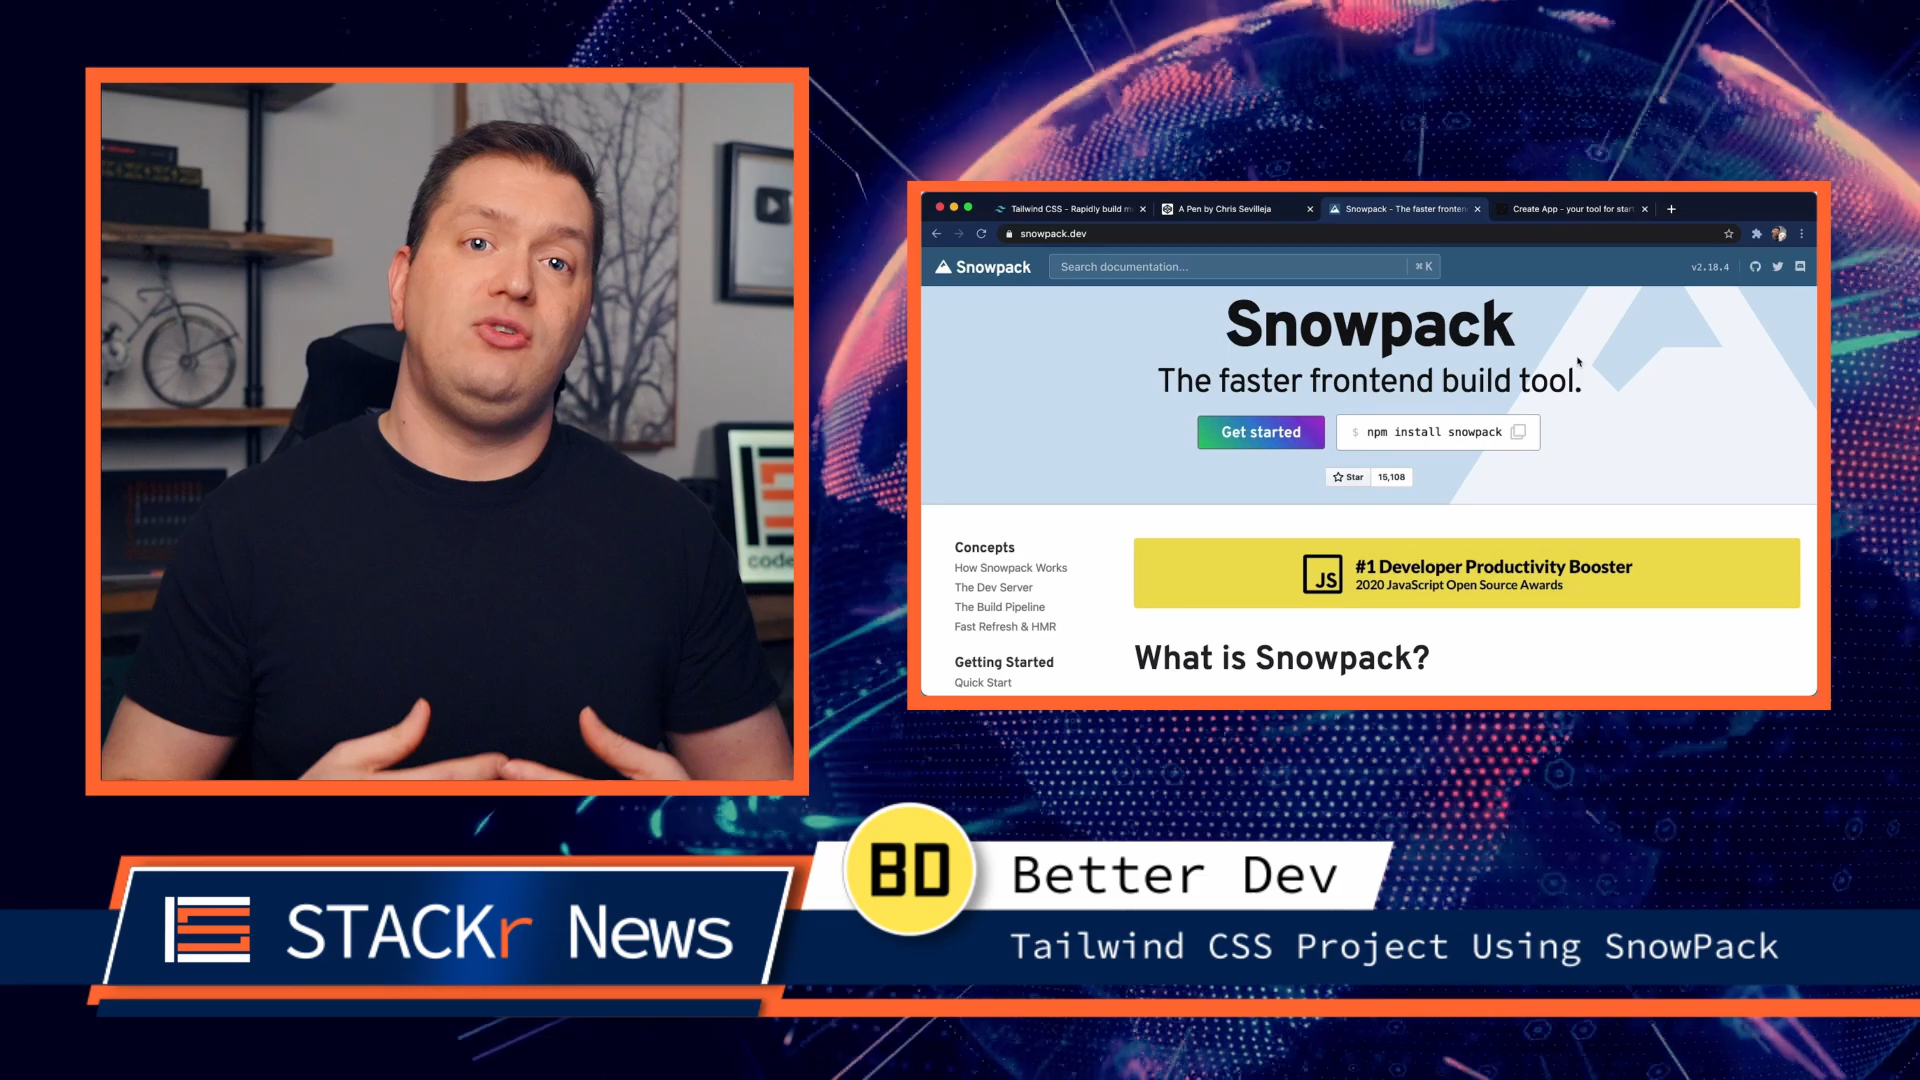 code
Tailwind CSS - Rapidly build m
A Pen by Chris Sevilleja
Snowpack - The faster fronten
Create App - your tool for star
snowpack.dev
Snowpack
Search documentation...
⌘ K
v2.18.4
Snowpack
The faster frontend build tool.
Get started
$ npm install snowpack
Star
15,108
Concepts
How Snowpack Works
The Dev Server
The Build Pipeline
Fast Refresh & HMR
Getting Started
Quick Start
JS
#1 Developer Productivity Booster
2020 JavaScript Open Source Awards
What is Snowpack?
BD
Better Dev
STACKr News
Tailwind CSS Project Using SnowPack